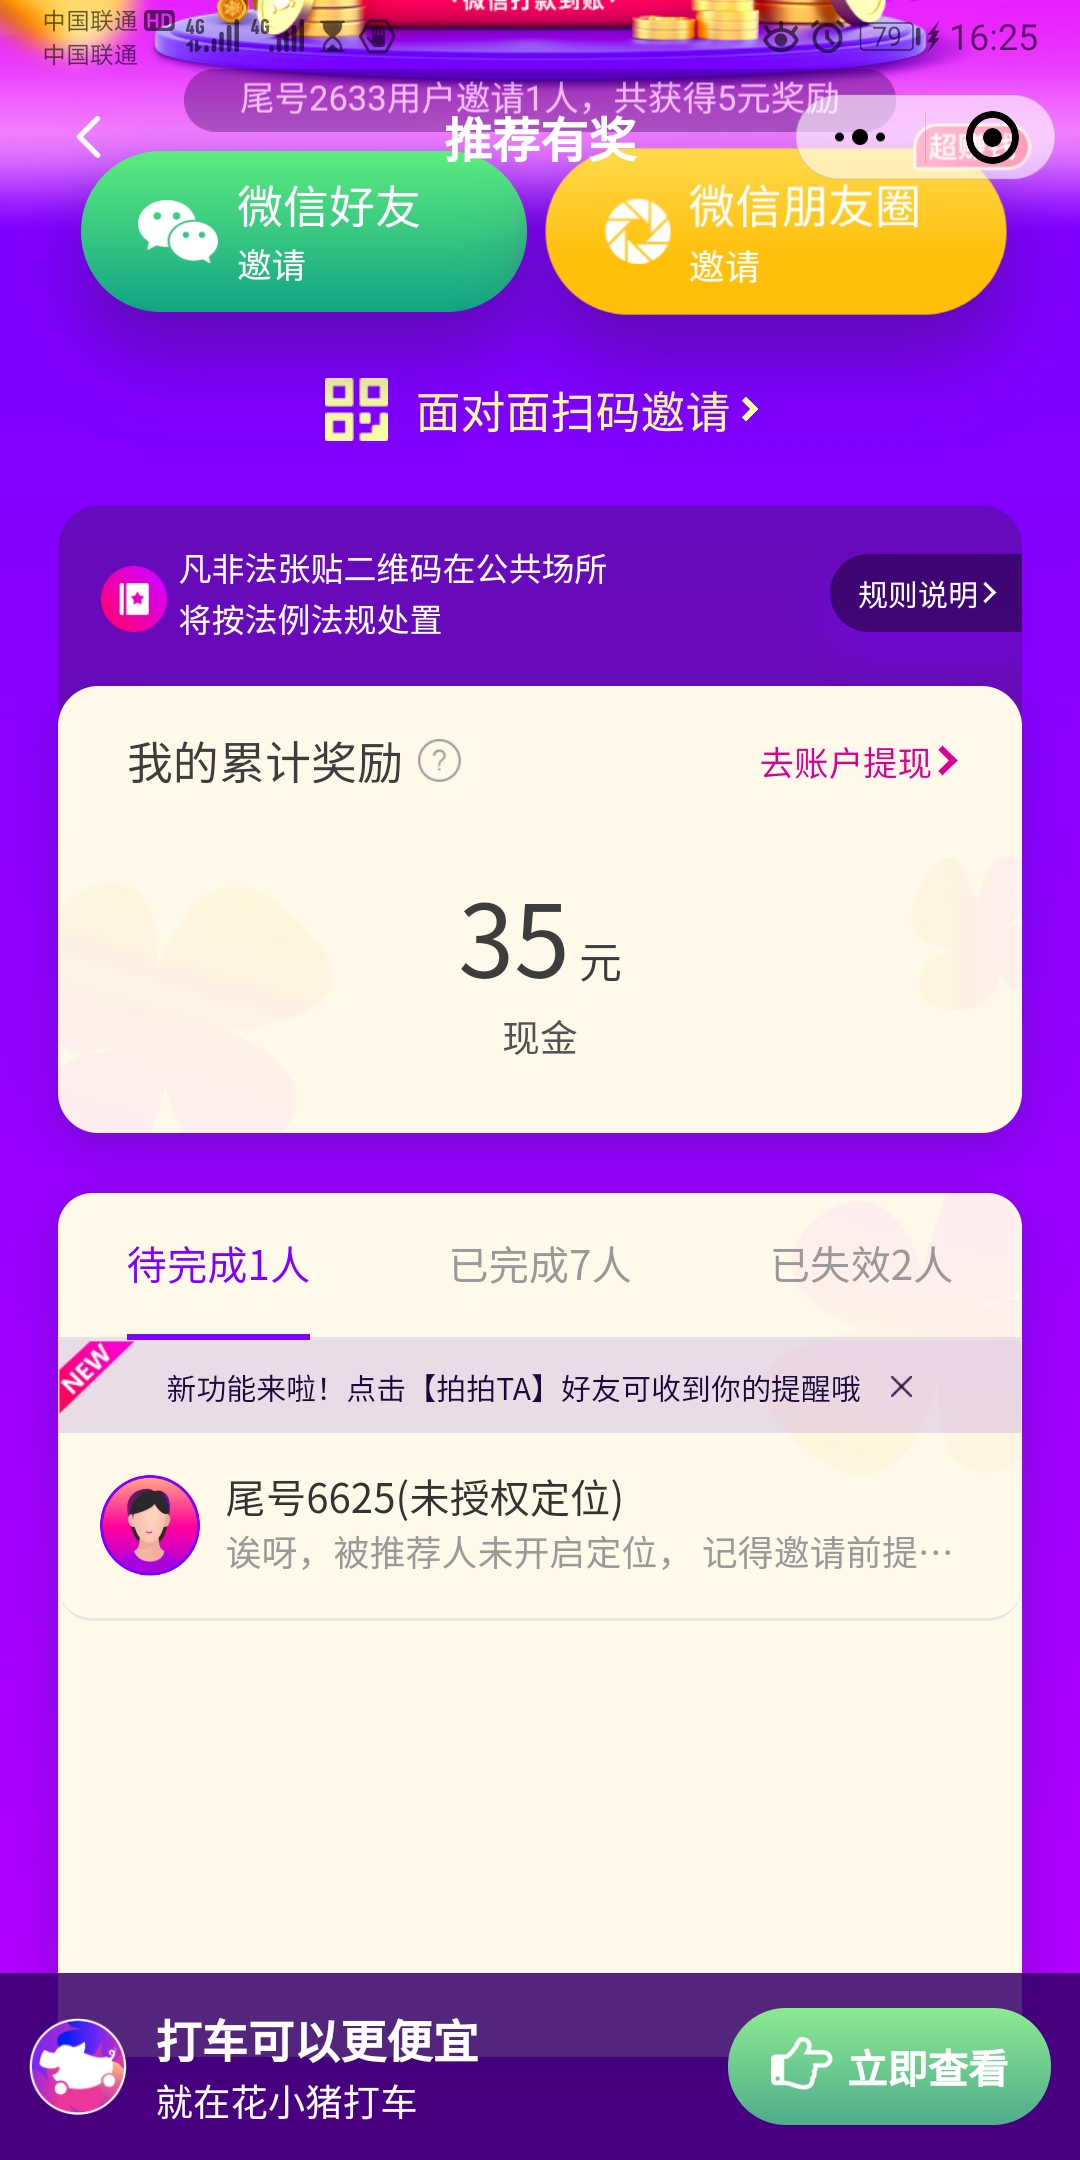 ·微信打款到账·
中国联通 HD
中国联通
4G 4G
79 16:25
尾号2633用户邀请1人，共获得5元奖励
推荐有奖
微信好友
邀请
微信朋友圈
邀请
面对面扫码邀请
凡非法张贴二维码在公共场所
将按法例法规处置
规则说明
我的累计奖励 ?
去账户提现
35 元
现金
待完成1人
已完成7人
已失效2人
NEW
新功能来啦！点击【拍拍TA】好友可收到你的提醒哦
尾号6625(未授权定位)
诶呀，被推荐人未开启定位， 记得邀请前提…
打车可以更便宜
就在花小猪打车
立即查看